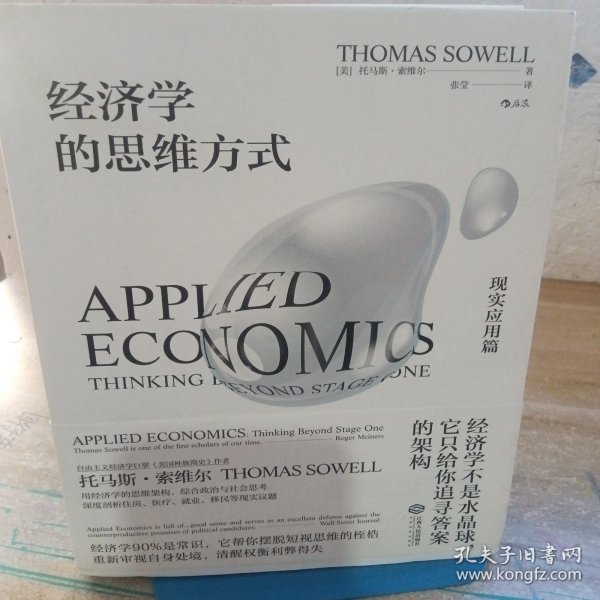 THOMAS SOWELL
[美] 托马斯·索维尔 著
张莹 译
后浪
经济学
的思维方式
APPLIED
ECONOMICS
THINKING BEYOND STAGE ONE
现实应用篇
经济学不是水晶球
它只给你追寻答案
的架构
APPLIED ECONOMICS: Thinking Beyond Stage One
Thomas Sowell is one of the fine scholars of our time.
Roger Meiners
自由主义经济学巨擘《美国种族简史》作者
托马斯·索维尔 THOMAS SOWELL
用经济学的思维架构，综合政治与社会思考
深度剖析住房、医疗、就业、移民等现实议题
Applied Economics is full of...good sense and serves as an excellent defense against the
counterproductive promises of political candidates.
Wall Street Journal
经济学90%是常识，它帮你摆脱短视思维的桎梏
重新审视自身处境，清醒权衡利弊得失
江西人民出版社
孔夫子旧书网
www.kongfz.com